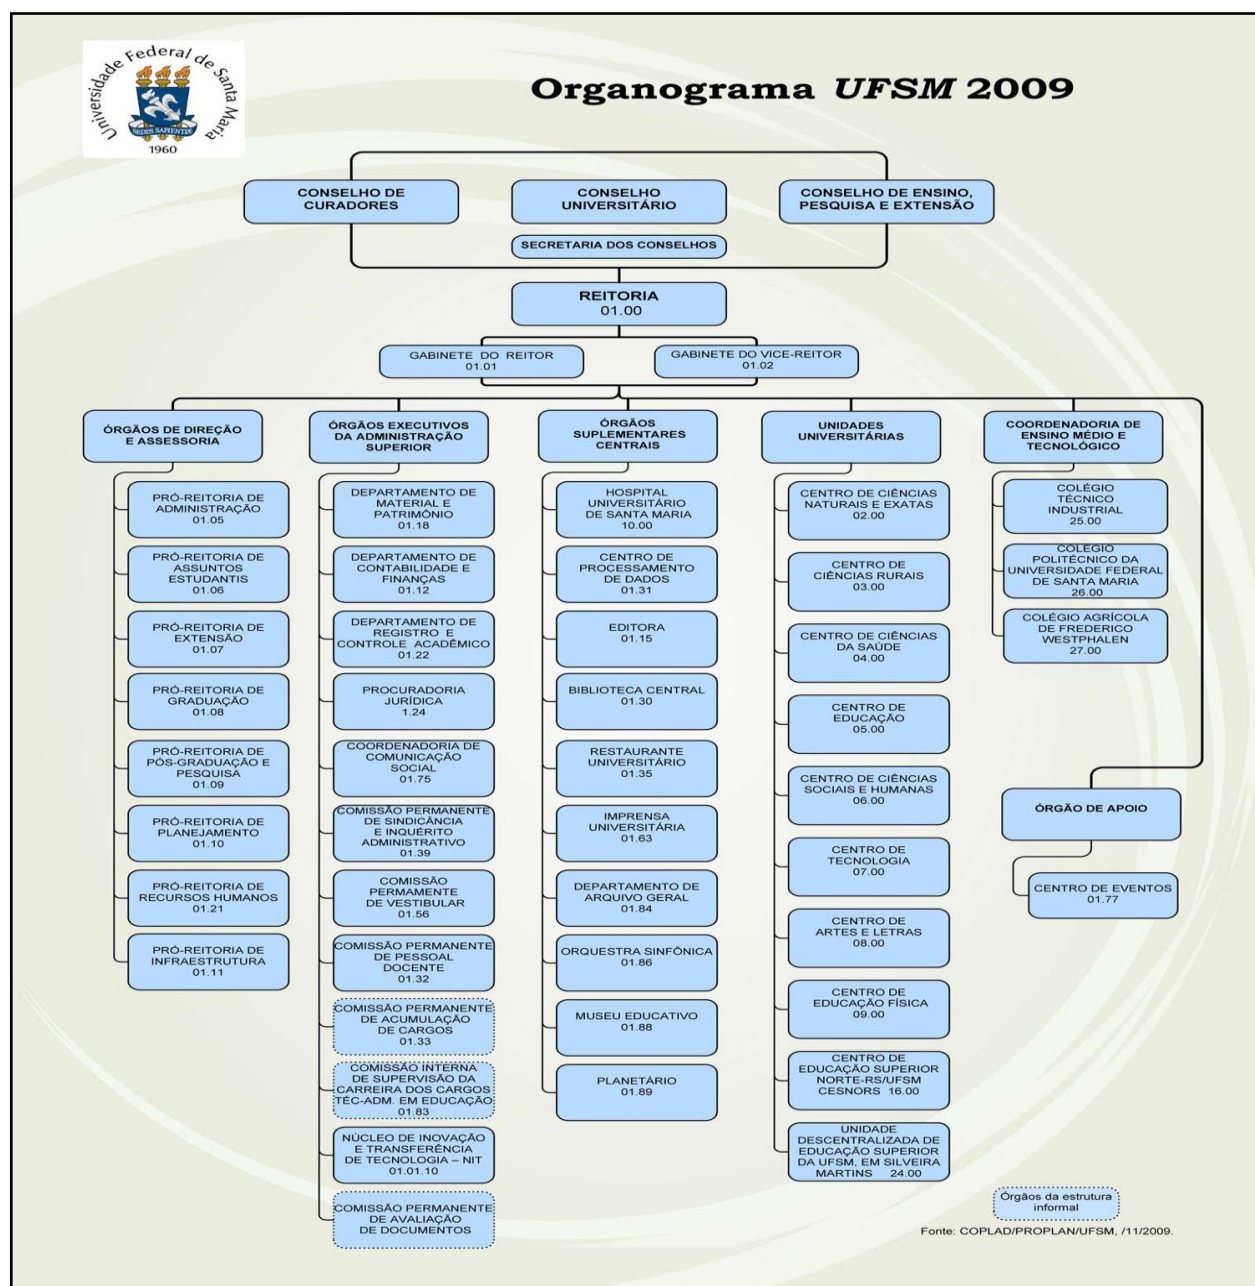 Universidade Federal de Santa Maria
SEDES SAPIENTIÆ
1960
Organograma UFSM 2009
CONSELHO DE
CURADORES
CONSELHO
UNIVERSITÁRIO
CONSELHO DE ENSINO,
PESQUISA E EXTENSÃO
SECRETARIA DOS CONSELHOS
REITORIA
01.00
GABINETE DO REITOR
01.01
GABINETE DO VICE-REITOR
01.02
ÓRGÃOS DE DIREÇÃO
E ASSESSORIA
PRÓ-REITORIA DE
ADMINISTRAÇÃO
01.05
PRÓ-REITORIA DE
ASSUNTOS
ESTUDANTIS
01.06
PRÓ-REITORIA DE
EXTENSÃO
01.07
PRÓ-REITORIA DE
GRADUAÇÃO
01.08
PRÓ-REITORIA DE
PÓS-GRADUAÇÃO E
PESQUISA
01.09
PRÓ-REITORIA DE
PLANEJAMENTO
01.10
PRÓ-REITORIA DE
RECURSOS HUMANOS
01.21
PRÓ-REITORIA DE
INFRAESTRUTURA
01.11
ÓRGÃOS EXECUTIVOS
DA ADMINISTRAÇÃO
SUPERIOR
DEPARTAMENTO DE
MATERIAL E
PATRIMÔNIO
01.18
DEPARTAMENTO DE
CONTABILIDADE E
FINANÇAS
01.12
DEPARTAMENTO DE
REGISTRO E
CONTROLE ACADÊMICO
01.22
PROCURADORIA
JURÍDICA
1.24
COORDENADORIA DE
COMUNICAÇÃO
SOCIAL
01.75
COMISSÃO PERMANENTE
DE SINDICÂNCIA
E INQUÉRITO
ADMINISTRATIVO
01.39
COMISSÃO
PERMAMENTE
DE VESTIBULAR
01.56
COMISSÃO PERMANENTE
DE PESSOAL
DOCENTE
01.32
COMISSÃO PERMANENTE
DE ACUMULAÇÃO
DE CARGOS
01.33
COMISSÃO INTERNA
DE SUPERVISÃO DA
CARREIRA DOS CARGOS
TÉC-ADM. EM EDUCAÇÃO
01.83
NÚCLEO DE INOVAÇÃO
E TRANSFERÊNCIA
DE TECNOLOGIA – NIT
01.01.10
COMISSÃO PERMANENTE
DE AVALIAÇÃO
DE DOCUMENTOS
ÓRGÃOS
SUPLEMENTARES
CENTRAIS
HOSPITAL
UNIVERSITÁRIO
DE SANTA MARIA
10.00
CENTRO DE
PROCESSAMENTO
DE DADOS
01.31
EDITORA
01.15
BIBLIOTECA CENTRAL
01.30
RESTAURANTE
UNIVERSITÁRIO
01.35
IMPRENSA
UNIVERSITÁRIA
01.63
DEPARTAMENTO DE
ARQUIVO GERAL
01.84
ORQUESTRA SINFÔNICA
01.86
MUSEU EDUCATIVO
01.88
PLANETÁRIO
01.89
UNIDADES
UNIVERSITÁRIAS
CENTRO DE CIÊNCIAS
NATURAIS E EXATAS
02.00
CENTRO DE
CIÊNCIAS RURAIS
03.00
CENTRO DE CIÊNCIAS
DA SAÚDE
04.00
CENTRO DE
EDUCAÇÃO
05.00
CENTRO DE CIÊNCIAS
SOCIAIS E HUMANAS
06.00
CENTRO DE
TECNOLOGIA
07.00
CENTRO DE
ARTES E LETRAS
08.00
CENTRO DE
EDUCAÇÃO FÍSICA
09.00
CENTRO DE
EDUCAÇÃO SUPERIOR
NORTE-RS/UFSM
CESNORS 16.00
UNIDADE
DESCENTRALIZADA DE
EDUCAÇÃO SUPERIOR
DA UFSM, EM SILVEIRA
MARTINS 24.00
COORDENADORIA DE
ENSINO MÉDIO E
TECNOLÓGICO
COLÉGIO
TÉCNICO
INDUSTRIAL
25.00
COLÉGIO
POLITÉCNICO DA
UNIVERSIDADE FEDERAL
DE SANTA MARIA
26.00
COLÉGIO AGRÍCOLA
DE FREDERICO
WESTPHALEN
27.00
ÓRGÃO DE APOIO
CENTRO DE EVENTOS
01.77
Órgãos da estrutura
informal
Fonte: COPLAD/PROPLAN/UFSM, /11/2009.